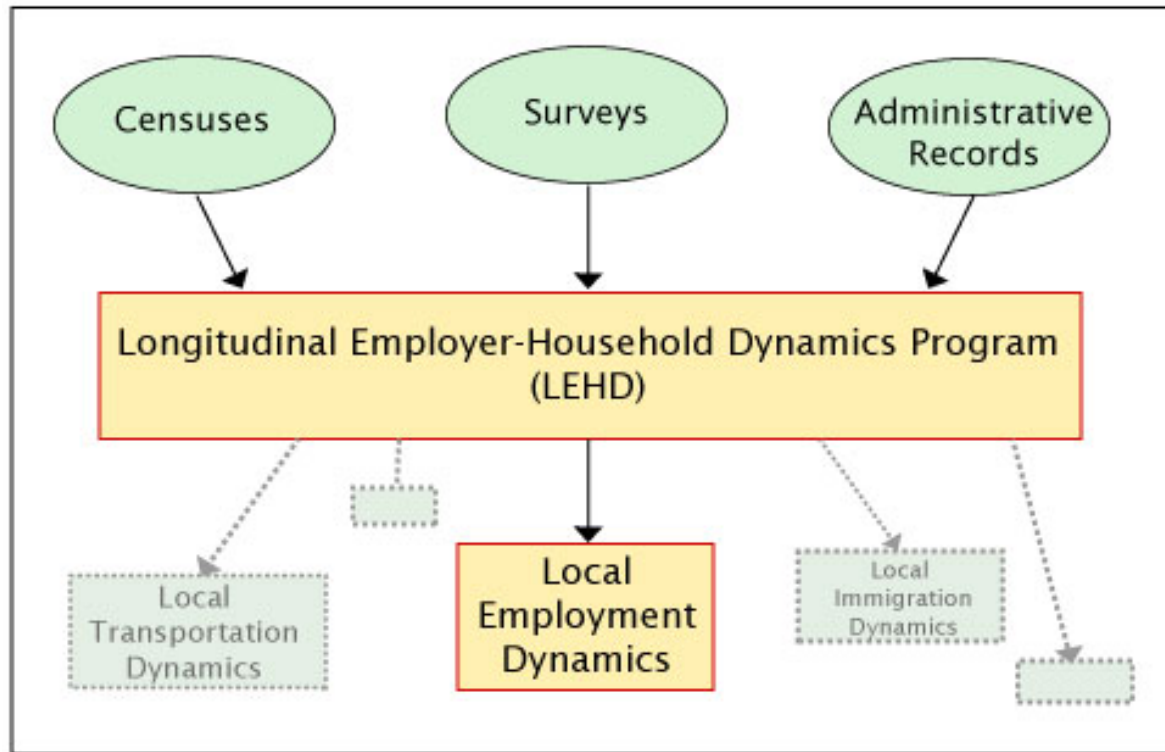 Censuses
Surveys
Administrative
Records
Longitudinal Employer-Household Dynamics Program
(LEHD)
Local
Transportation
Dynamics
Local
Employment
Dynamics
Local
Immigration
Dynamics